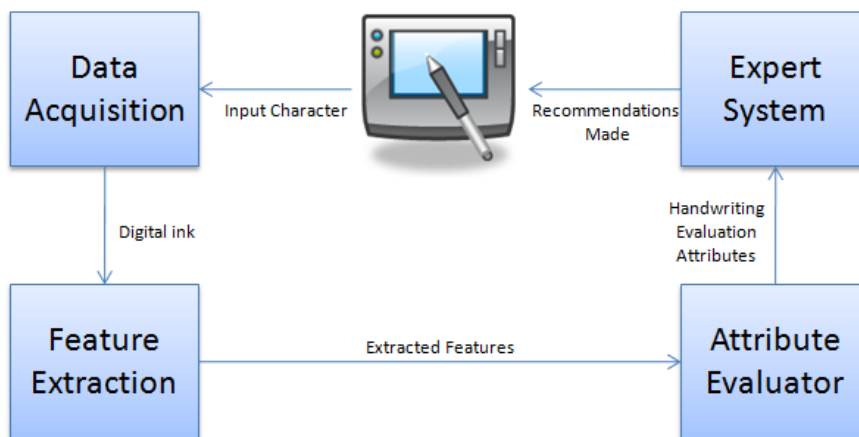 Data
Acquisition
Input Character
Recommendations
Made
Expert
System
Digital ink
Handwriting
Evaluation
Attributes
Feature
Extraction
Extracted Features
Attribute
Evaluator